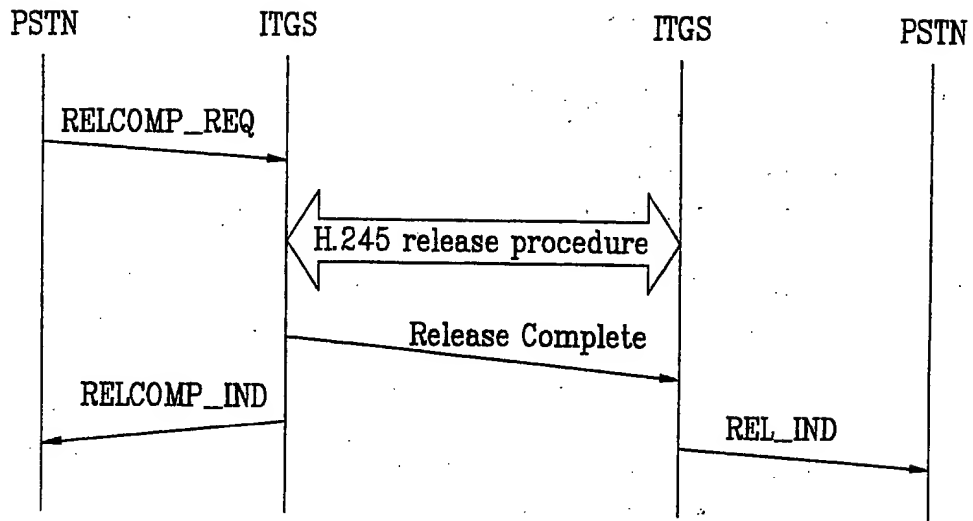 PSTN ITGS ITGS PSTN
RELCOMP_REQ
H.245 release procedure
Release Complete
RELCOMP_IND
REL_IND